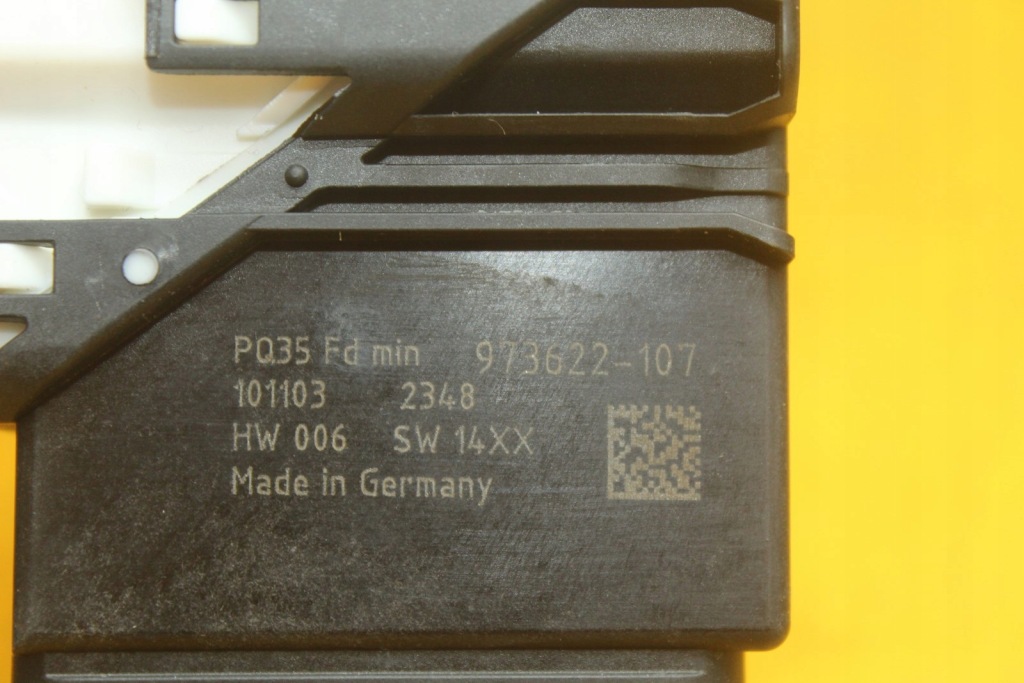 PQ35 Fd min 973622-107
101103 2348
HW 006 SW 14XX
Made in Germany